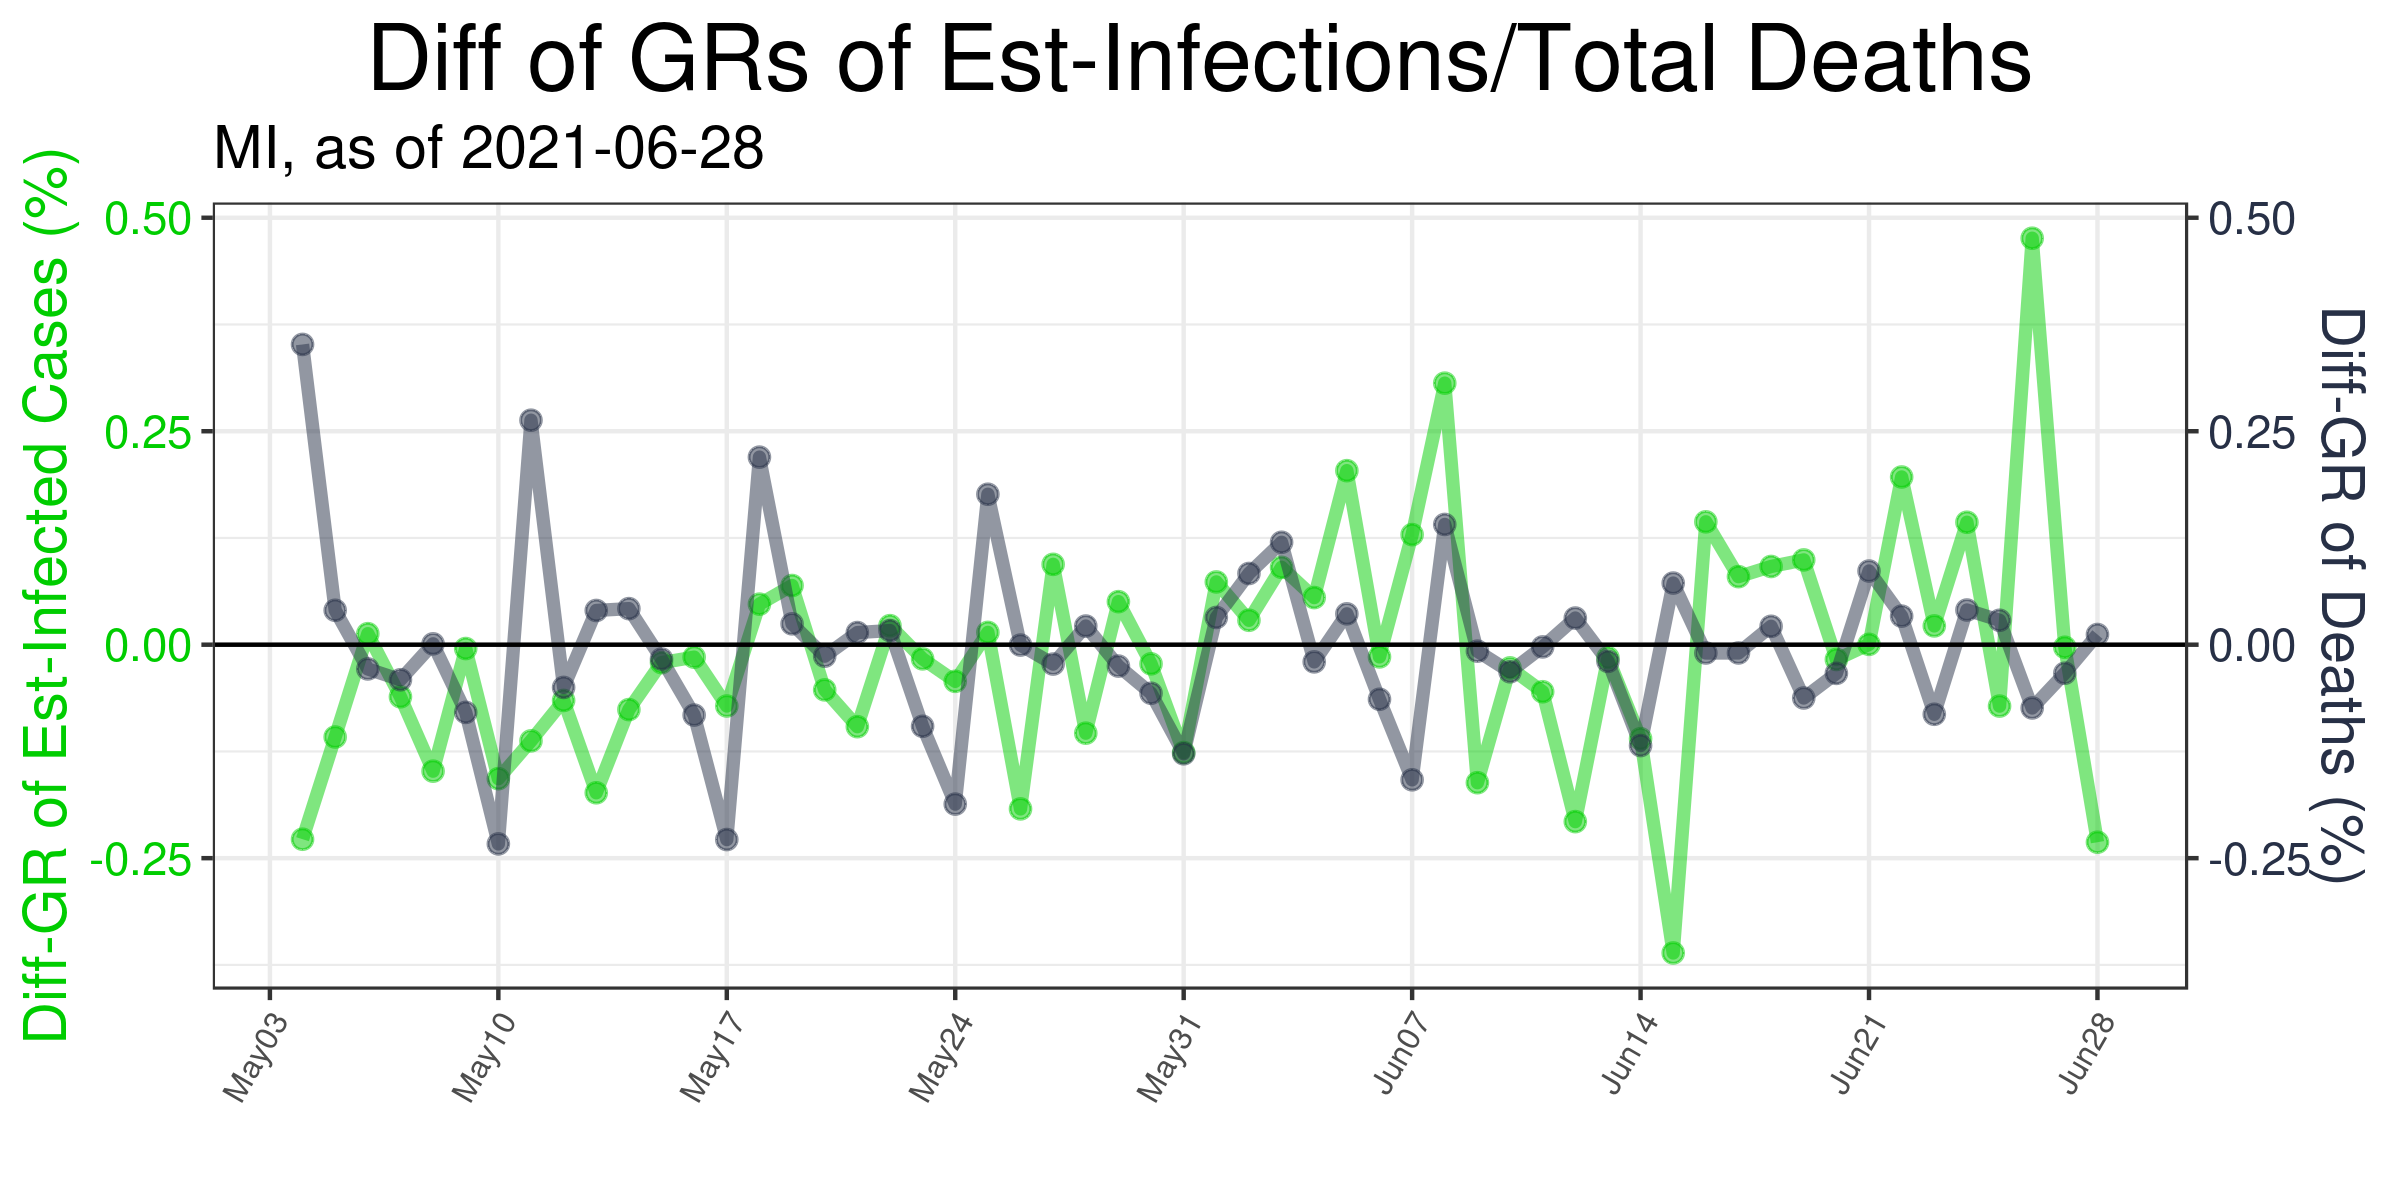 Diff of GRs of Est-Infections/Total Deaths
MI, as of 2021-06-28
Diff-GR of Est-Infected Cases (%)
0.50
0.25
0.00
-0.25
0.50
0.25
0.00
-0.25
Diff-GR of Deaths (%)
May03
May10
May17
May24
May31
Jun07
Jun14
Jun21
Jun28